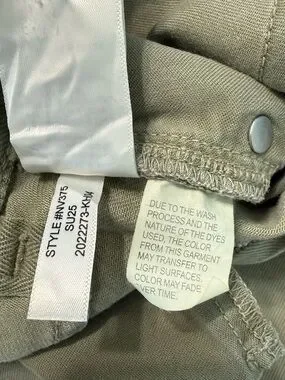 STYLE #NV375
SU25
2022273-KHX
DUE TO THE WASH
PROCESS AND THE
NATURE OF THE DYES
USED, THE COLOR
FROM THIS GARMENT
MAY TRANSFER TO
LIGHT SURFACES.
COLOR MAY FADE
OVER TIME.